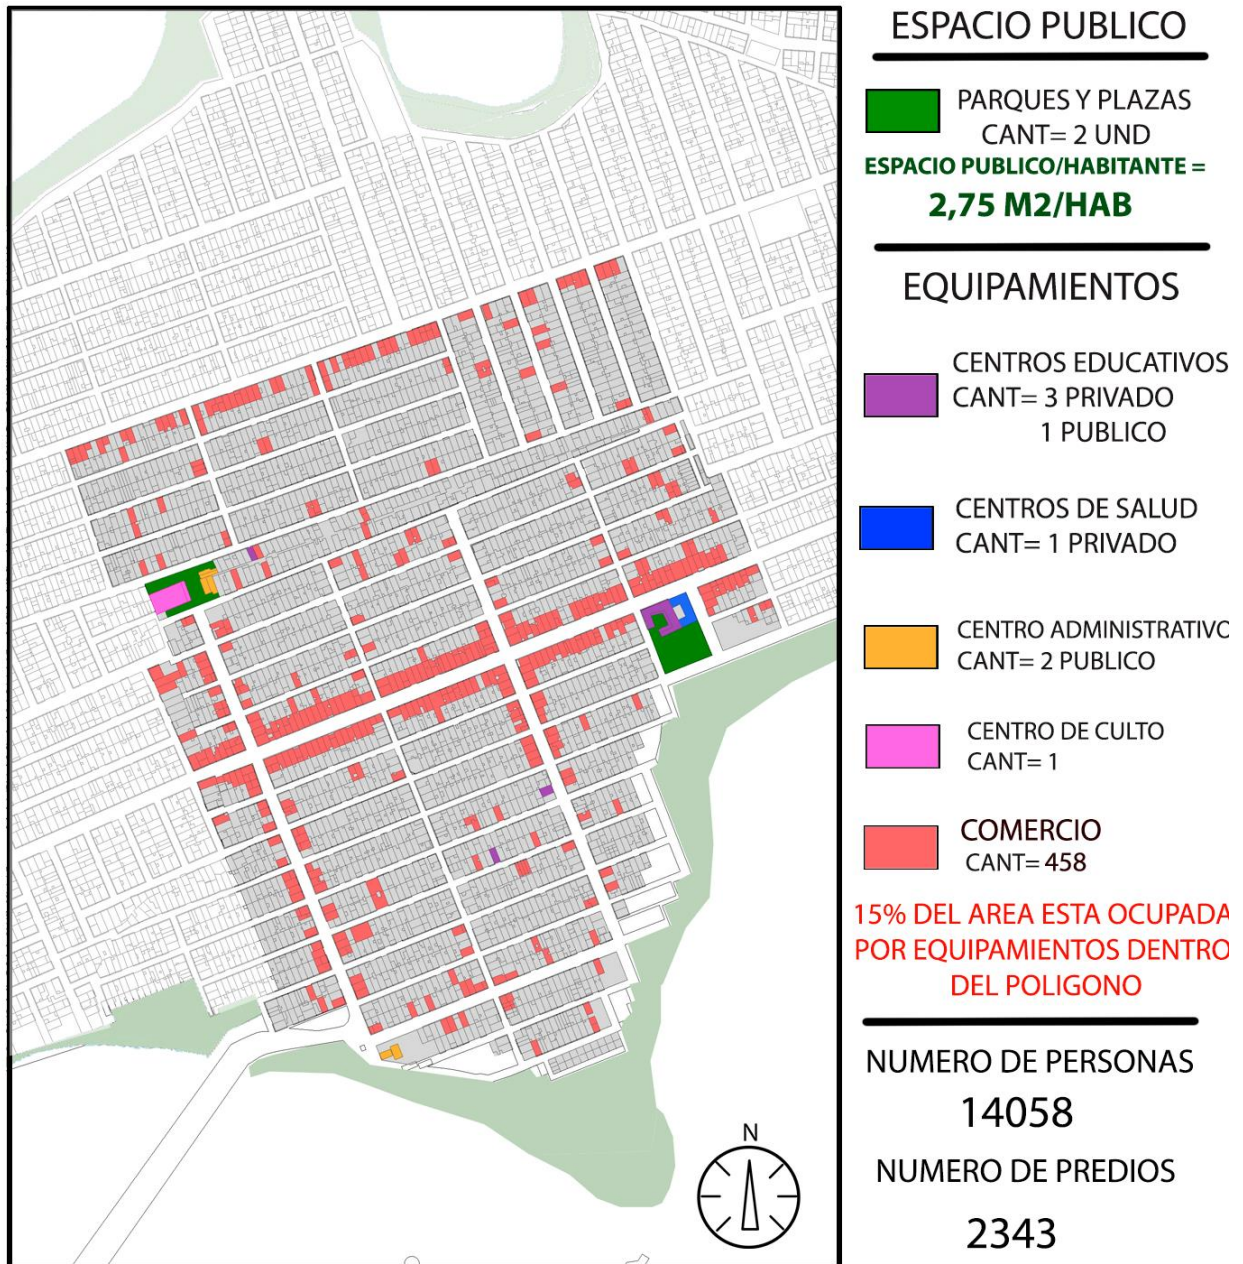 ESPACIO PUBLICO
PARQUES Y PLAZAS
CANT= 2 UND
ESPACIO PUBLICO/HABITANTE =
2,75 M2/HAB
EQUIPAMIENTOS
CENTROS EDUCATIVOS
CANT= 3 PRIVADO
1 PUBLICO
CENTROS DE SALUD
CANT= 1 PRIVADO
CENTRO ADMINISTRATIVO
CANT= 2 PUBLICO
CENTRO DE CULTO
CANT= 1
COMERCIO
CANT= 458
15% DEL AREA ESTA OCUPADA
POR EQUIPAMIENTOS DENTRO
DEL POLIGONO
NUMERO DE PERSONAS
14058
NUMERO DE PREDIOS
2343
N